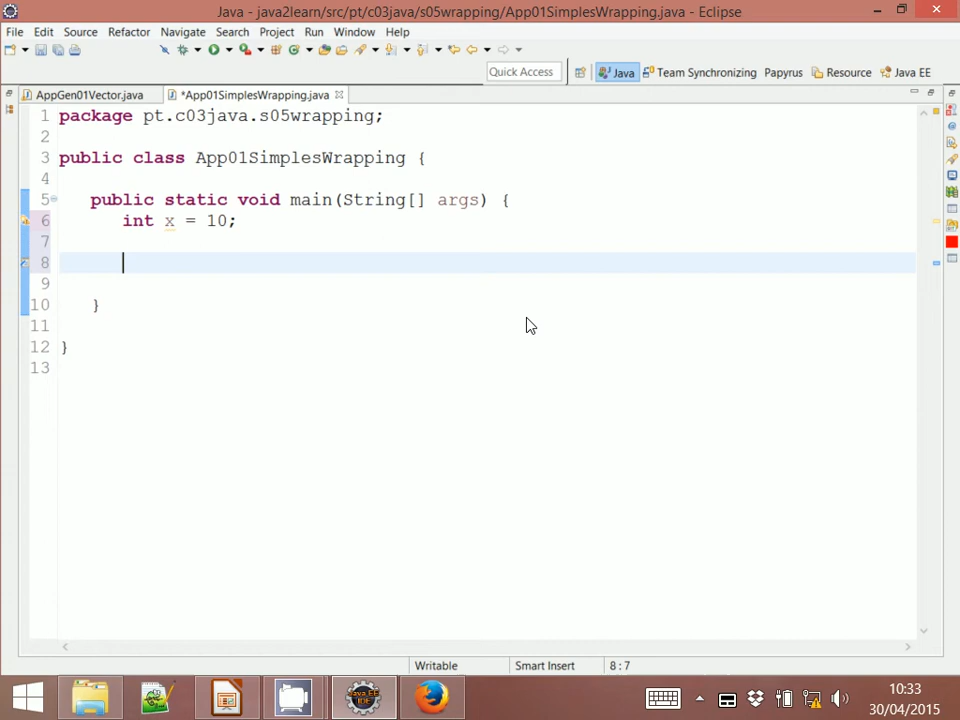 Java - java2learn/src/pt/c03java/s05wrapping/App01SimplesWrapping.java - Eclipse
File Edit Source Refactor Navigate Search Project Run Window Help
Quick Access Java Team Synchronizing Papyrus Resource Java EE
AppGen01Vector.java *App01SimplesWrapping.java
1 package pt.c03java.s05wrapping;
2
3 public class App01SimplesWrapping {
4
5 public static void main(String[] args) {
6 int x = 10;
7
8
9
10 }
11
12 }
13
Writable Smart Insert 8 : 7
Java EE
IDE
10:33
30/04/2015